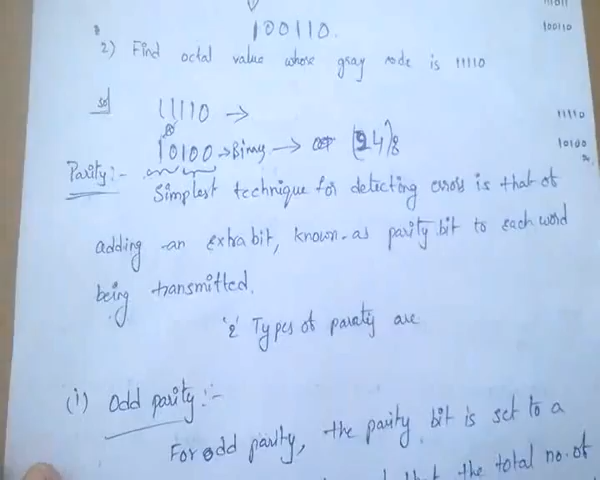 100110.
100110
2) Find octal value whose gray code is 11110
sol 11110 →
11110
10100 → Binary → (24)8
10100
Parity:-
Simplest technique for detecting errors is that of
adding an extra bit, known as parity bit to each word
being transmitted.
'2' Types of parity are
(i) Odd parity:-
For odd parity, the parity bit is set to a
that the total no. of